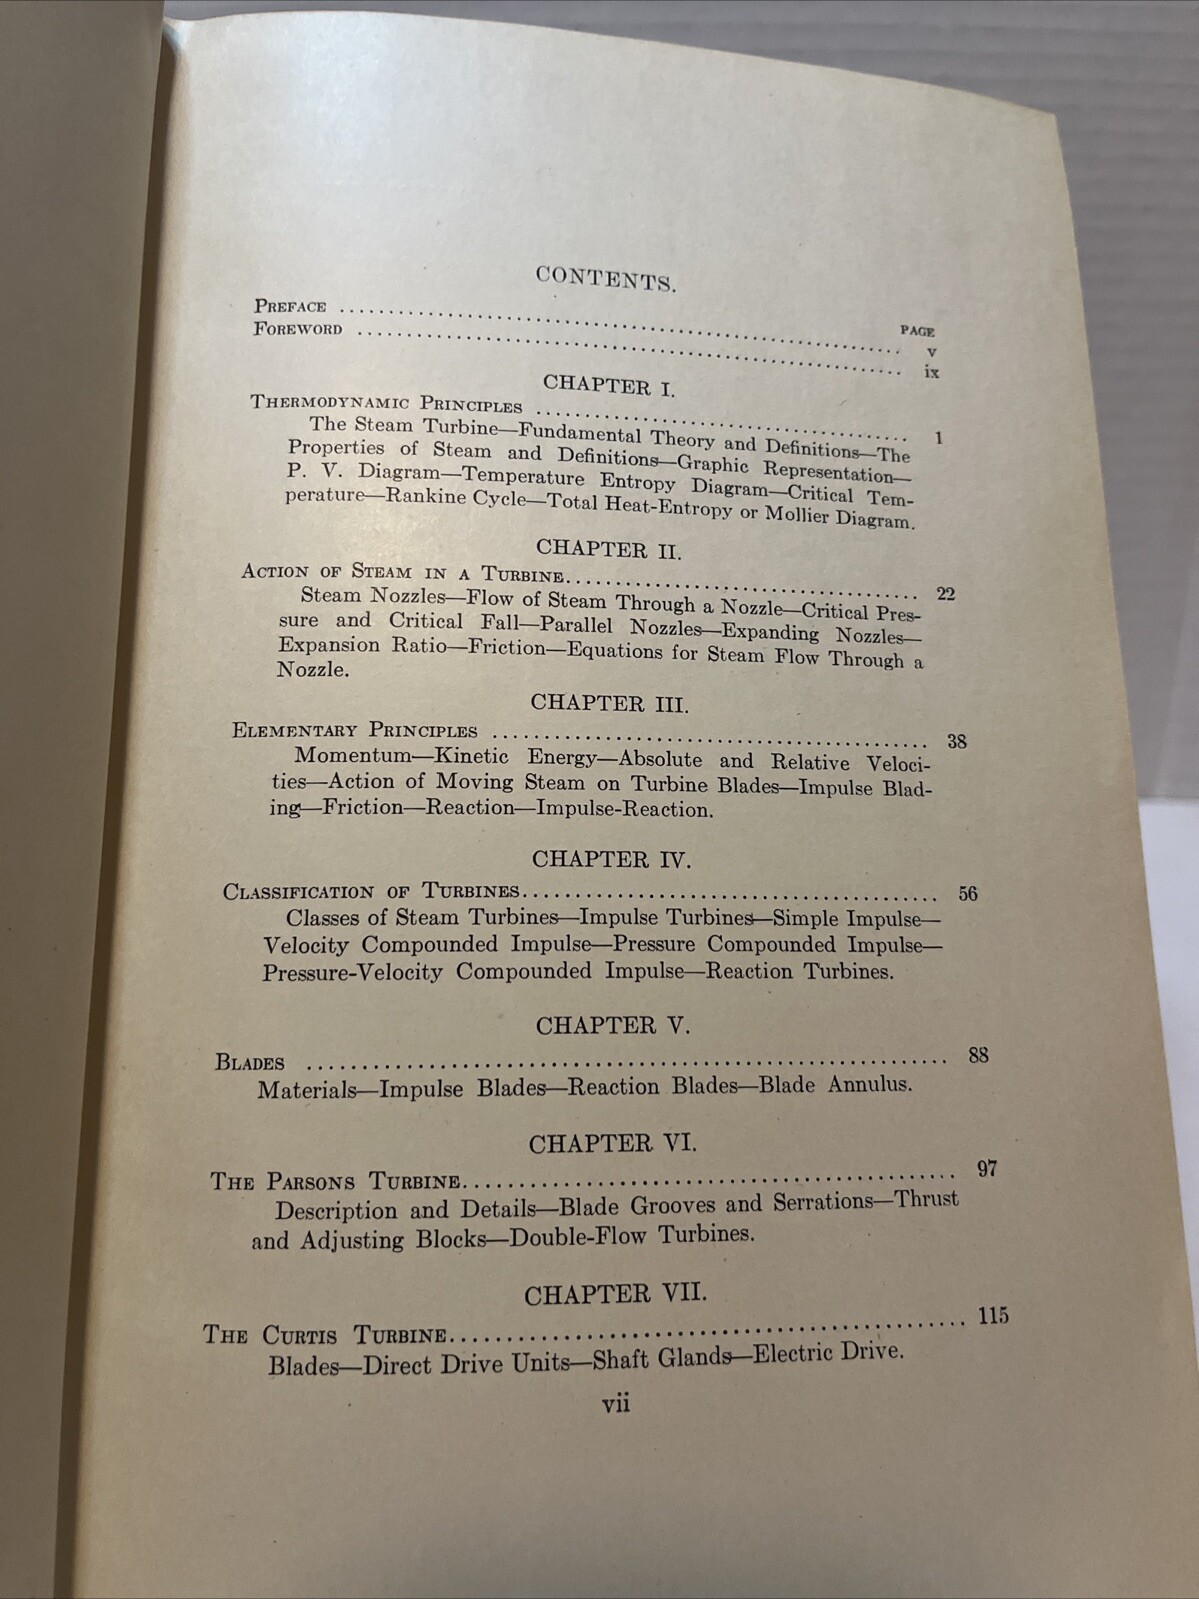 CONTENTS.
PAGE
PREFACE .......... v
FOREWORD .......... ix
CHAPTER I.
THERMODYNAMIC PRINCIPLES .......... 1
The Steam Turbine—Fundamental Theory and Definitions—The
Properties of Steam and Definitions—Graphic Representation—
P. V. Diagram—Temperature Entropy Diagram—Critical Tem-
perature—Rankine Cycle—Total Heat-Entropy or Mollier Diagram.
CHAPTER II.
ACTION OF STEAM IN A TURBINE .......... 22
Steam Nozzles—Flow of Steam Through a Nozzle—Critical Pres-
sure and Critical Fall—Parallel Nozzles—Expanding Nozzles—
Expansion Ratio—Friction—Equations for Steam Flow Through a
Nozzle.
CHAPTER III.
ELEMENTARY PRINCIPLES .......... 38
Momentum—Kinetic Energy—Absolute and Relative Veloci-
ties—Action of Moving Steam on Turbine Blades—Impulse Blad-
ing—Friction—Reaction—Impulse-Reaction.
CHAPTER IV.
CLASSIFICATION OF TURBINES .......... 56
Classes of Steam Turbines—Impulse Turbines—Simple Impulse—
Velocity Compounded Impulse—Pressure Compounded Impulse—
Pressure-Velocity Compounded Impulse—Reaction Turbines.
CHAPTER V.
BLADES .......... 88
Materials—Impulse Blades—Reaction Blades—Blade Annulus.
CHAPTER VI.
THE PARSONS TURBINE .......... 97
Description and Details—Blade Grooves and Serrations—Thrust
and Adjusting Blocks—Double-Flow Turbines.
CHAPTER VII.
THE CURTIS TURBINE .......... 115
Blades—Direct Drive Units—Shaft Glands—Electric Drive.
vii